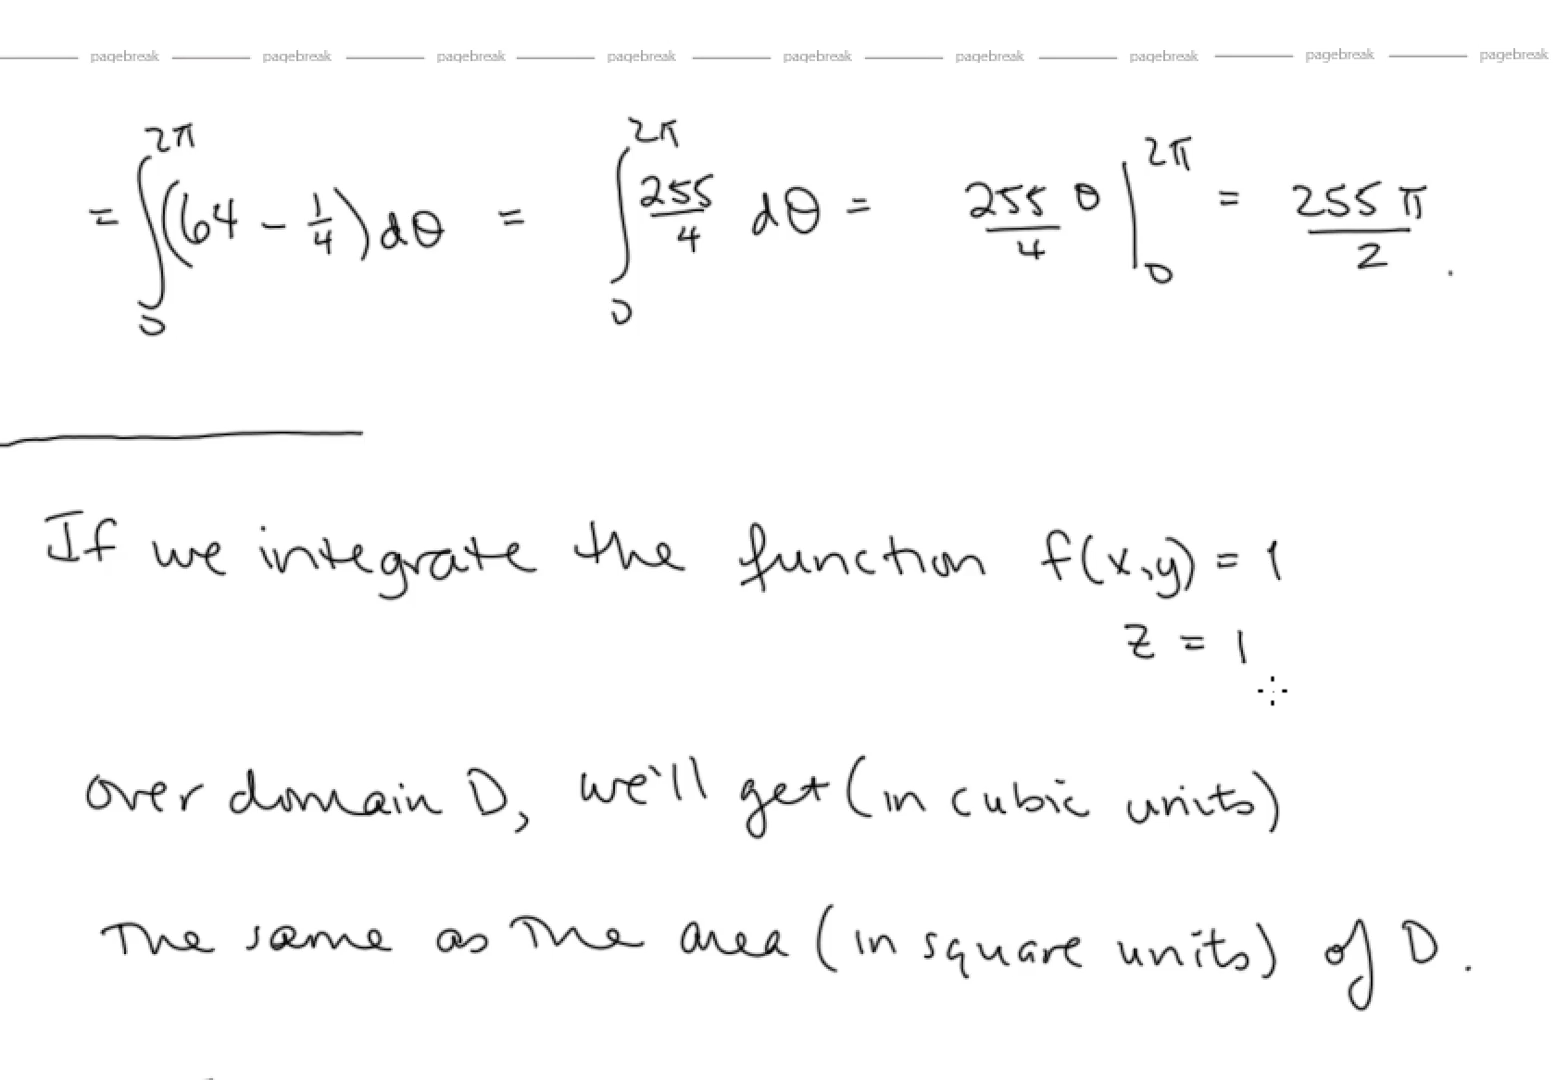 pagebreak pagebreak pagebreak pagebreak pagebreak pagebreak pagebreak pagebreak pagebreak
= ∫₀^{2π} (64 - 1/4) dθ = ∫₀^{2π} 255/4 dθ = 255/4 θ |₀^{2π} = 255π/2 .
If we integrate the function f(x,y) = 1
z = 1
over domain D, we'll get (in cubic units)
The same as The area (in square units) of D.